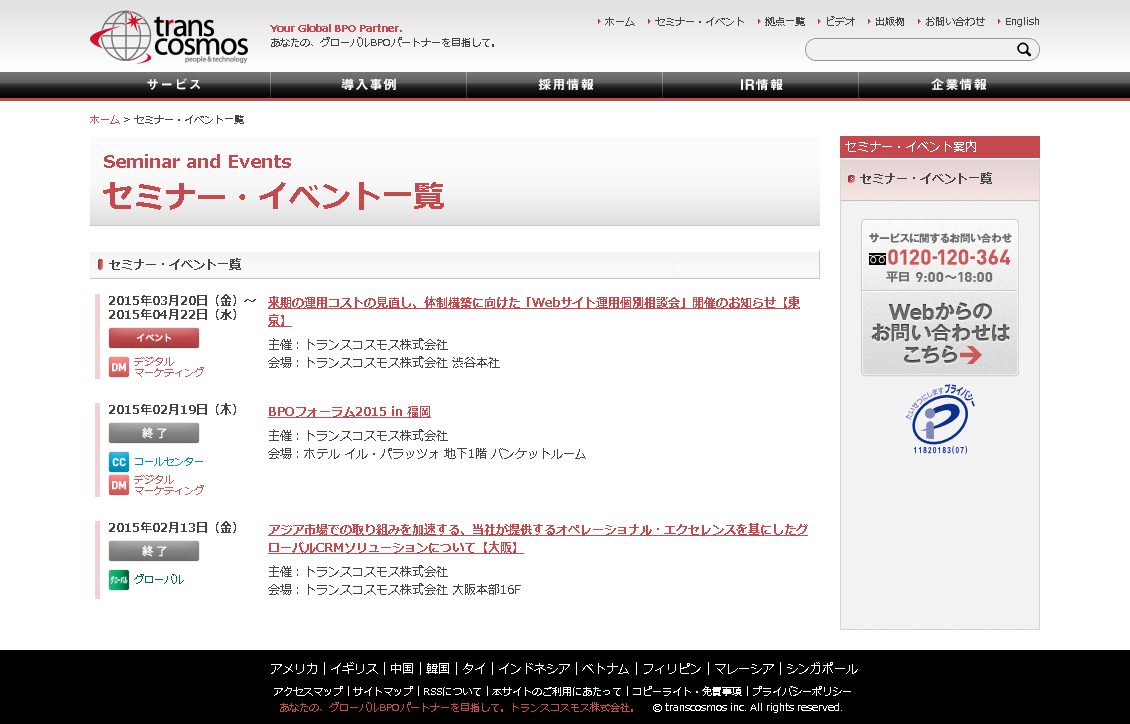 trans
cosmos
people & technology
Your Global BPO Partner.
あなたの、グローバルBPOパートナーを目指して。
ホーム
セミナー・イベント
拠点一覧
ビデオ
出版物
お問い合わせ
English
サービス
導入事例
採用情報
IR情報
企業情報
ホーム > セミナー・イベント一覧
Seminar and Events
セミナー・イベント一覧
セミナー・イベント一覧
2015年03月20日（金）～
2015年04月22日（水）
イベント
DM デジタル
マーケティング
来期の運用コストの見直し、体制構築に向けた「Webサイト運用個別相談会」開催のお知らせ【東
京】
主催：トランスコスモス株式会社
会場：トランスコスモス株式会社 渋谷本社
2015年02月19日（木）
終了
CC コールセンター
DM デジタル
マーケティング
BPOフォーラム2015 in 福岡
主催：トランスコスモス株式会社
会場：ホテル イル・パラッツォ 地下1階 バンケットルーム
2015年02月13日（金）
終了
グローバル グローバル
アジア市場での取り組みを加速する、当社が提供するオペレーショナル・エクセレンスを基にしたグ
ローバルCRMソリューションについて【大阪】
主催：トランスコスモス株式会社
会場：トランスコスモス株式会社 大阪本部16F
セミナー・イベント案内
セミナー・イベント一覧
サービスに関するお問い合わせ
0120-120-364
平日 9:00〜18:00
Webからの
お問い合わせは
こちら
たいせつにしますプライバシー
11820183(07)
アメリカ｜イギリス｜中国｜韓国｜タイ｜インドネシア｜ベトナム｜フィリピン｜マレーシア｜シンガポール
アクセスマップ｜サイトマップ｜RSSについて｜本サイトのご利用にあたって｜コピーライト・免責事項｜プライバシーポリシー
あなたの、グローバルBPOパートナーを目指して。トランスコスモス株式会社。 © transcosmos inc. All rights reserved.